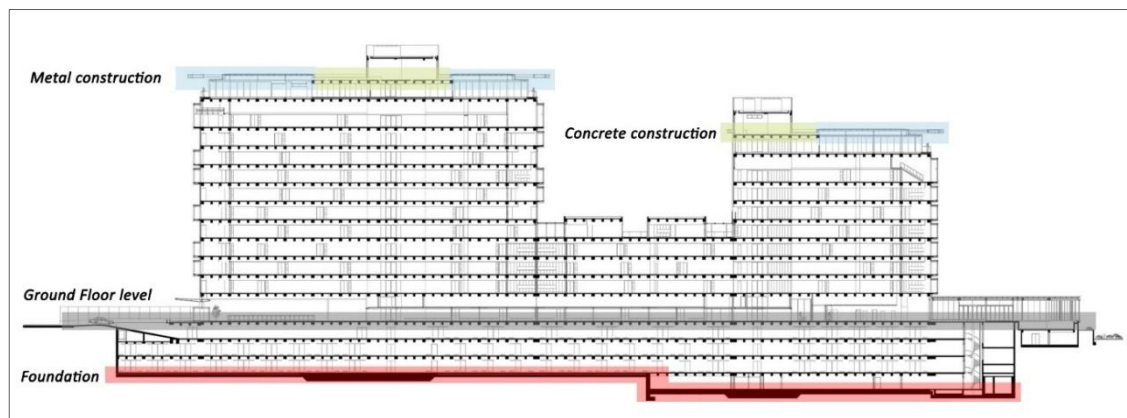 Metal construction
Concrete construction
Ground Floor level
Foundation